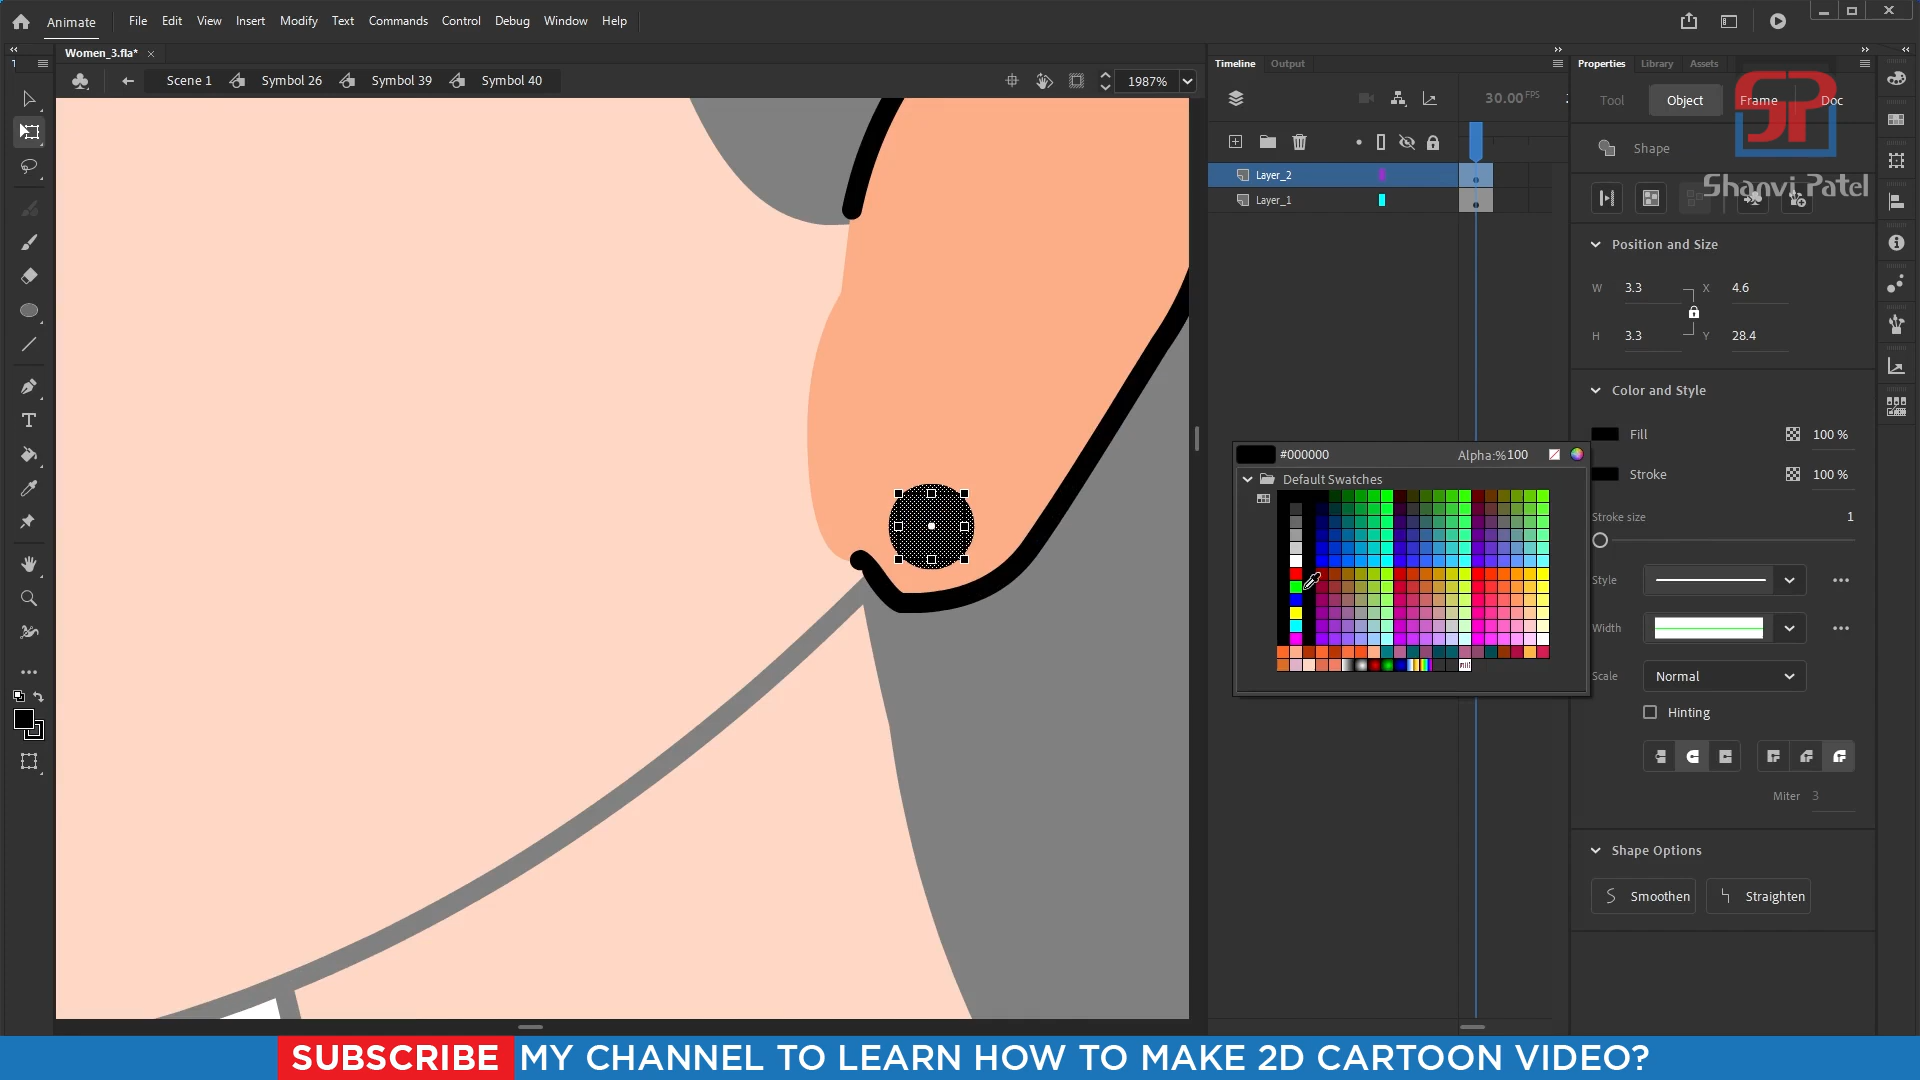 Animate
File Edit View Insert Modify Text Commands Control Debug Window Help
Women_3.fla*
Timeline Output
Properties Library Assets
Scene 1 Symbol 26 Symbol 39 Symbol 40
1987%
30.00 FPS
Tool Object Frame Doc
Shape
Layer_2
Layer_1
Shanvi Patel
Position and Size
W 3.3 X 4.6
H 3.3 Y 28.4
Color and Style
#000000 Alpha:% 100
Default Swatches
Fill 100 %
Stroke 100 %
Stroke size 1
Style
Width
Scale Normal
Hinting
Miter 3
Shape Options
Smoothen Straighten
SUBSCRIBE MY CHANNEL TO LEARN HOW TO MAKE 2D CARTOON VIDEO?